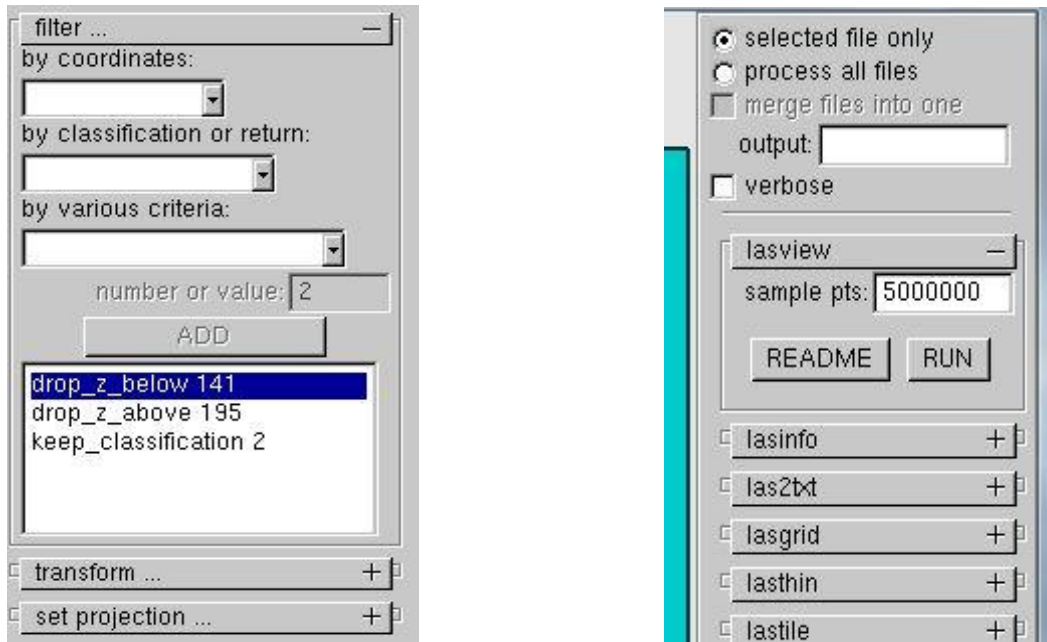 filter ...
by coordinates:
by classification or return:
by various criteria:
number or value: 2
ADD
drop_z_below 141
drop_z_above 195
keep_classification 2
transform ...
set projection ...
selected file only
process all files
merge files into one
output:
verbose
lasview
sample pts: 5000000
README RUN
lasinfo
las2txt
lasgrid
lasthin
lastile